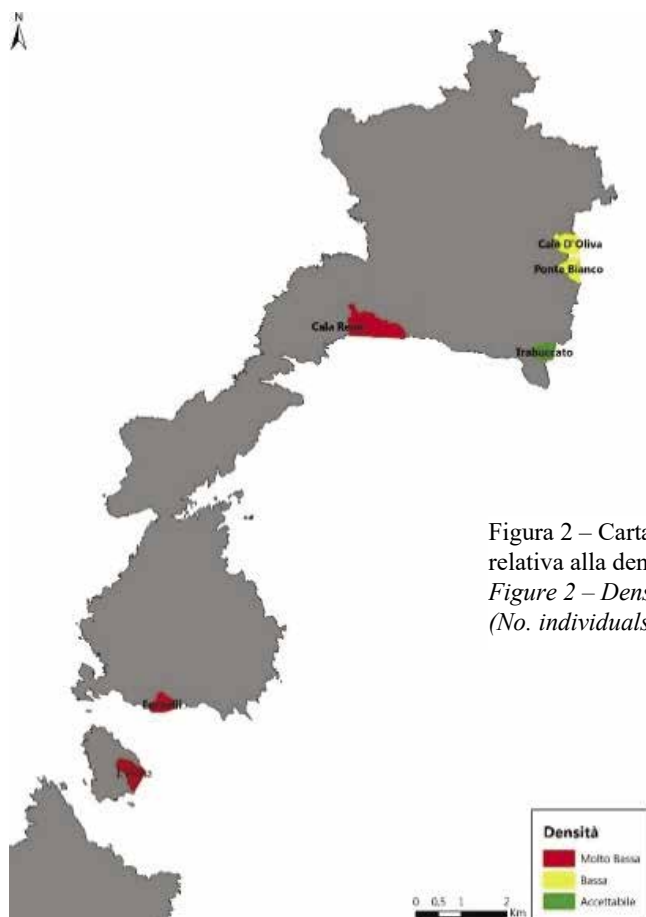 N
Cala D'Oliva
Ponte Bianco
Cala Reale
Trabuccato
Figura 2 – Carta
relativa alla den
Figure 2 – Dens
(No. individuals
Fornelli
Densità
Molto Bassa
Bassa
Accettabile
0 0,5 1 2
Km